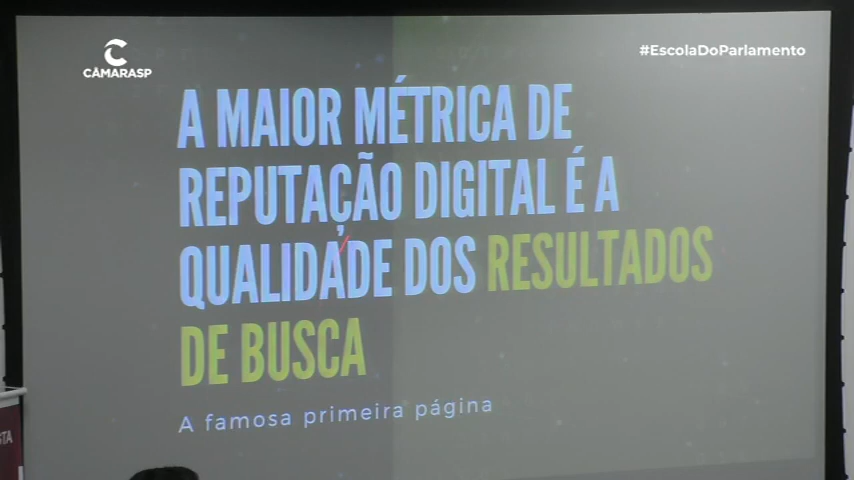 CÂMARASP
#EscolaDoParlamento
A MAIOR MÉTRICA DE
REPUTAÇÃO DIGITAL É A
QUALIDADE DOS RESULTADOS
DE BUSCA
A famosa primeira página